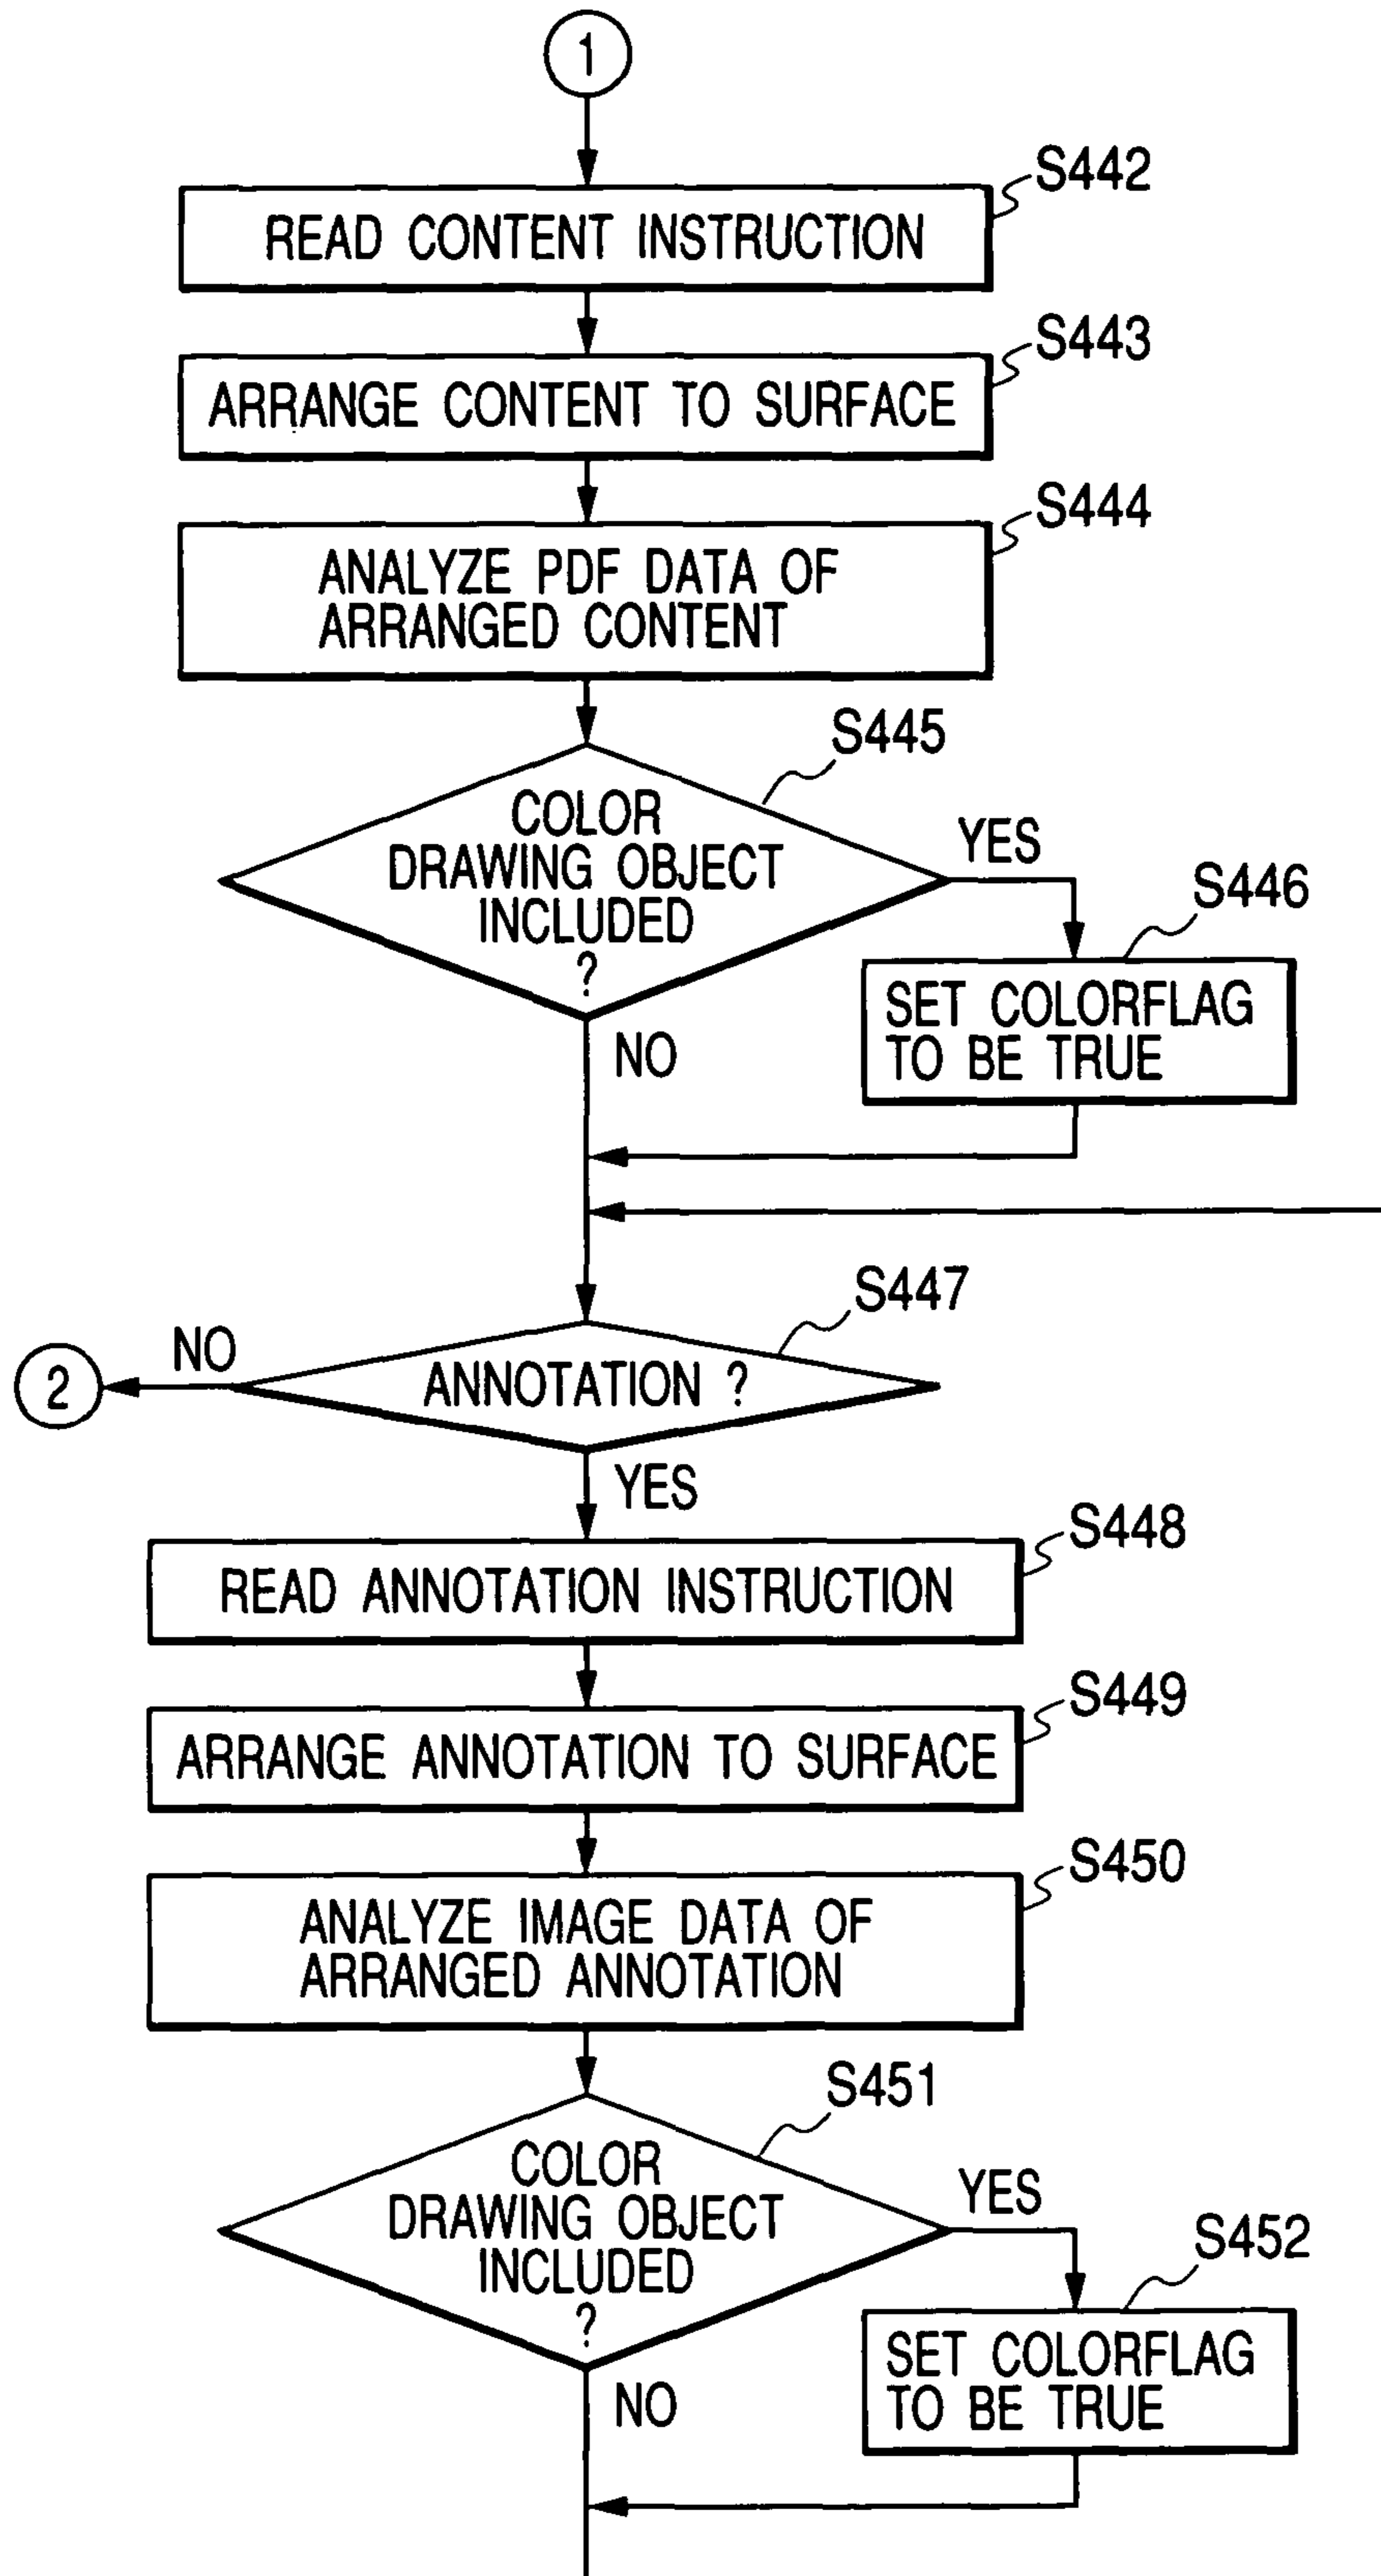 1
S442
READ CONTENT INSTRUCTION
S443
ARRANGE CONTENT TO SURFACE
S444
ANALYZE PDF DATA OF
ARRANGED CONTENT
S445
COLOR
DRAWING OBJECT
INCLUDED
?
YES
S446
SET COLORFLAG
TO BE TRUE
NO
S447
NO
2
ANNOTATION ?
YES
S448
READ ANNOTATION INSTRUCTION
S449
ARRANGE ANNOTATION TO SURFACE
S450
ANALYZE IMAGE DATA OF
ARRANGED ANNOTATION
S451
COLOR
DRAWING OBJECT
INCLUDED
?
YES
S452
SET COLORFLAG
TO BE TRUE
NO